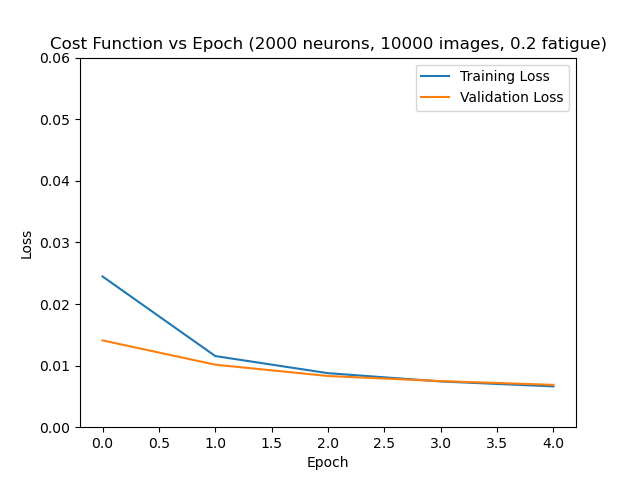 Cost Function vs Epoch (2000 neurons, 10000 images, 0.2 fatigue)
0.06
0.05
0.04
0.03
0.02
0.01
0.00
Loss
Training Loss
Validation Loss
0.0 0.5 1.0 1.5 2.0 2.5 3.0 3.5 4.0
Epoch